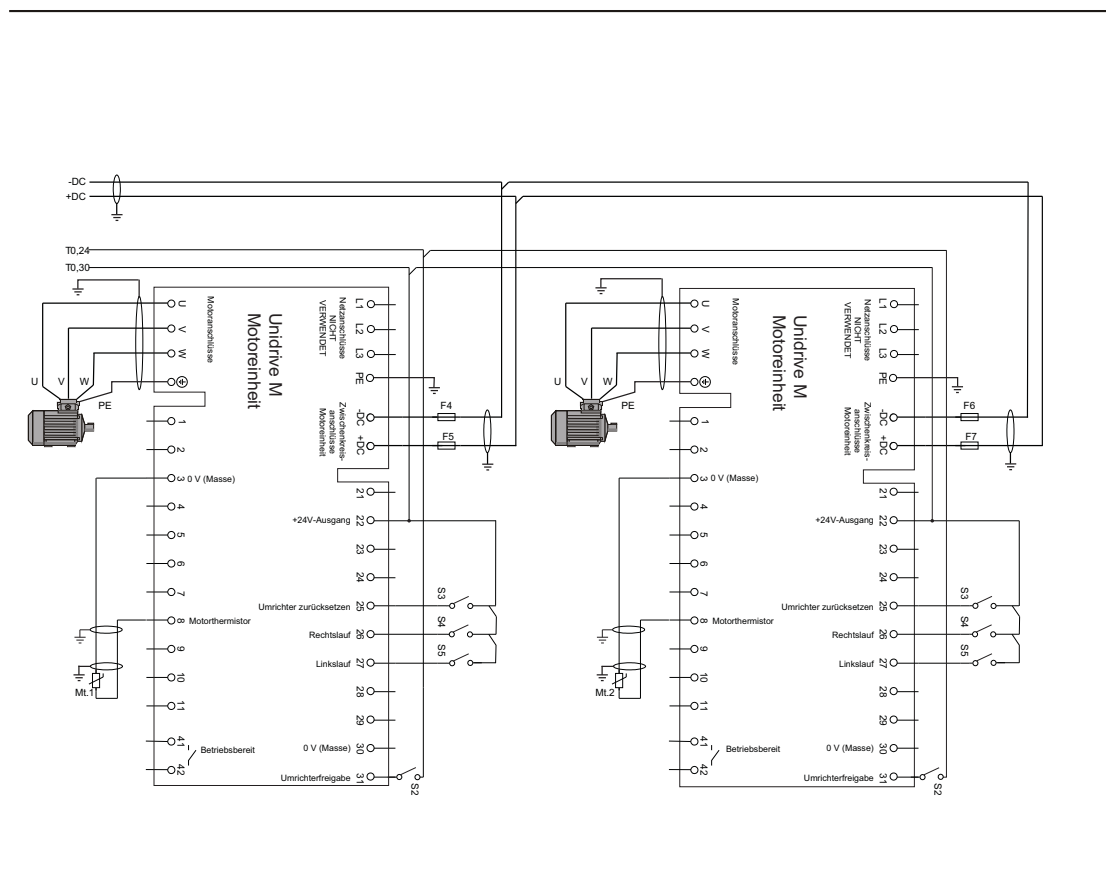 -DC
+DC
T0,24
T0,30
U
V
W
PE
Motoranschlüsse
U
V
W
Unidrive M
Motoreinheit
Netzanschlüsse
NICHT
VERWENDET
L1
L2
L3
PE
Zwischenkreis-
anschlüsse
Motoreinheit
-DC
+DC
F4
F5
1
2
3 0 V (Masse)
4
5
6
7
8 Motorthermistor
9
10
11
41
42
Betriebsbereit
Mt.1
21
+24V-Ausgang 22
23
24
Umrichter zurücksetzen 25
Rechtslauf 26
Linkslauf 27
28
29
0 V (Masse) 30
Umrichterfreigabe 31
S3
S4
S5
S2
U
V
W
PE
Motoranschlüsse
U
V
W
Unidrive M
Motoreinheit
Netzanschlüsse
NICHT
VERWENDET
L1
L2
L3
PE
Zwischenkreis-
anschlüsse
Motoreinheit
-DC
+DC
F6
F7
1
2
3 0 V (Masse)
4
5
6
7
8 Motorthermistor
9
10
11
41
42
Betriebsbereit
Mt.2
21
+24V-Ausgang 22
23
24
Umrichter zurücksetzen 25
Rechtslauf 26
Linkslauf 27
28
29
0 V (Masse) 30
Umrichterfreigabe 31
S3
S4
S5
S2